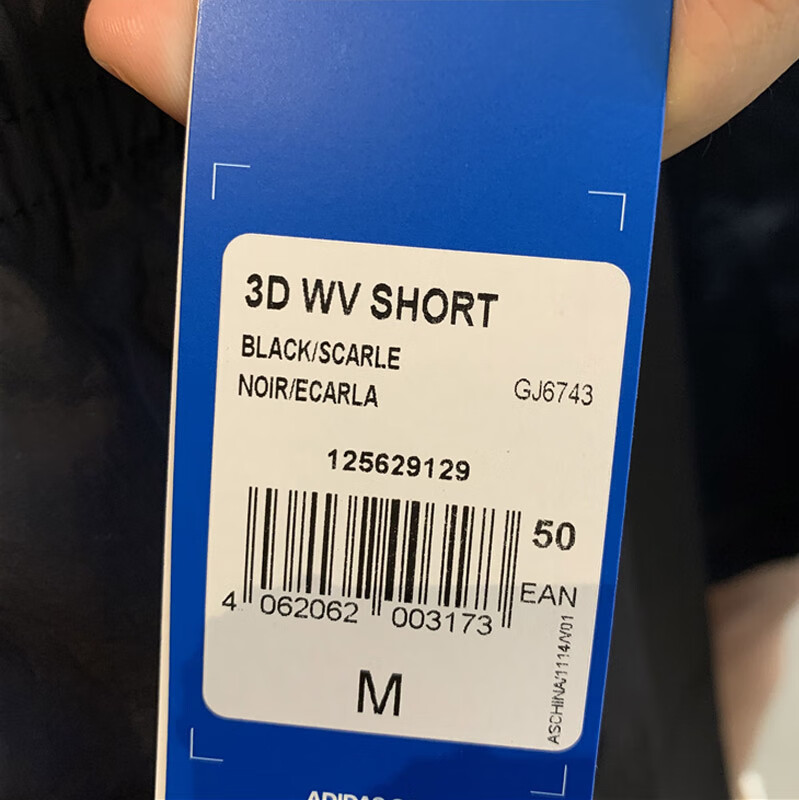 3D WV SHORT
BLACK/SCARLE
NOIR/ECARLA
GJ6743
125629129
50
EAN
4 062062 003173
ASCHINA/1114/V01
M